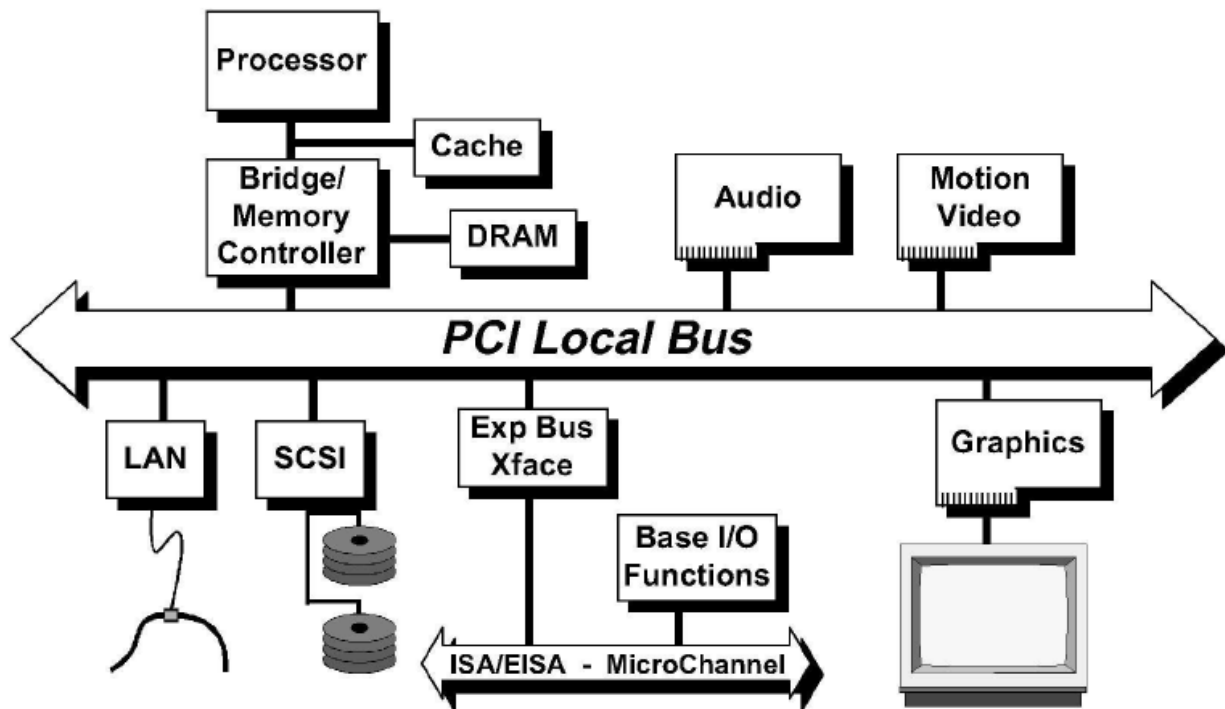 Processor
Cache
Bridge/
Memory
Controller
DRAM
Audio
Motion
Video
PCI Local Bus
LAN
SCSI
Exp Bus
Xface
Graphics
Base I/O
Functions
ISA/EISA - MicroChannel